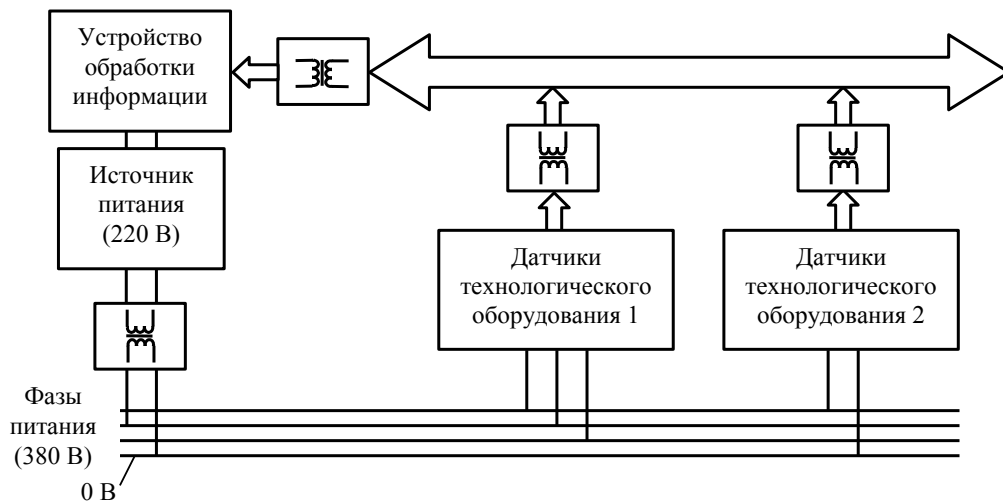 Устройство
обработки
информации
Источник
питания
(220 В)
Датчики
технологического
оборудования 1
Датчики
технологического
оборудования 2
Фазы
питания
(380 В)
0 В